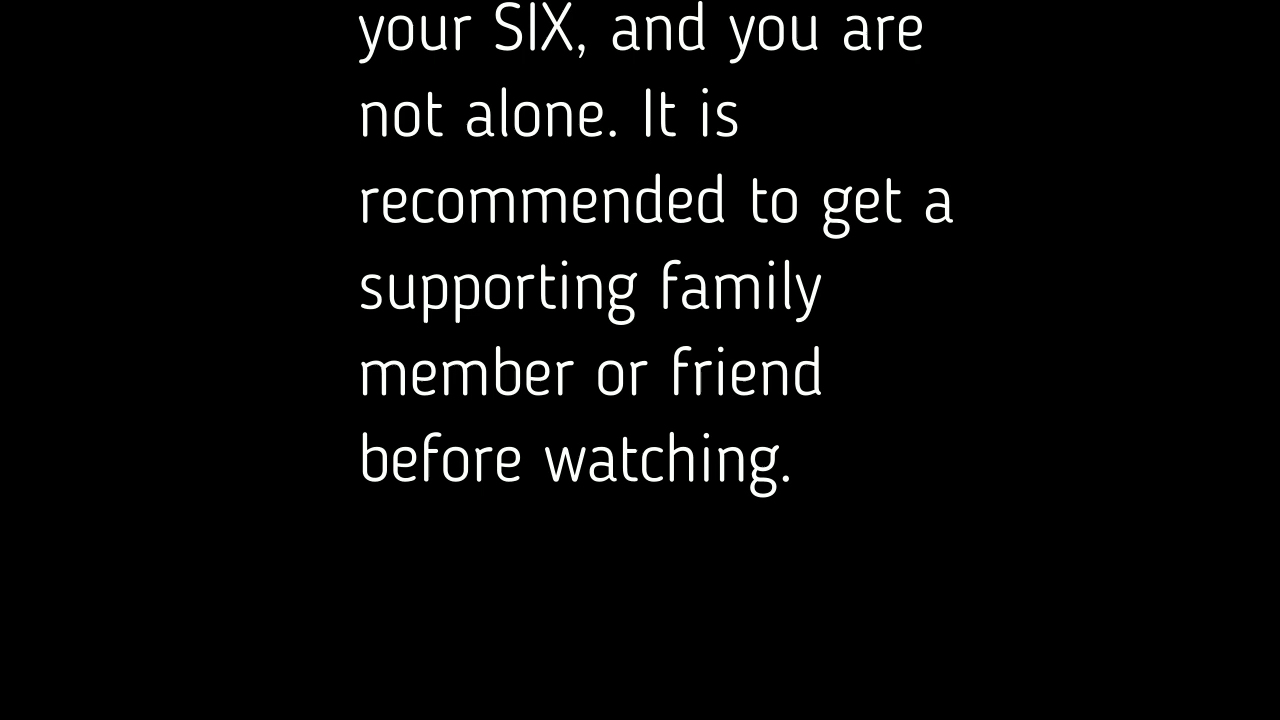 your SIX, and you are
not alone. It is
recommended to get a
supporting family
member or friend
before watching.